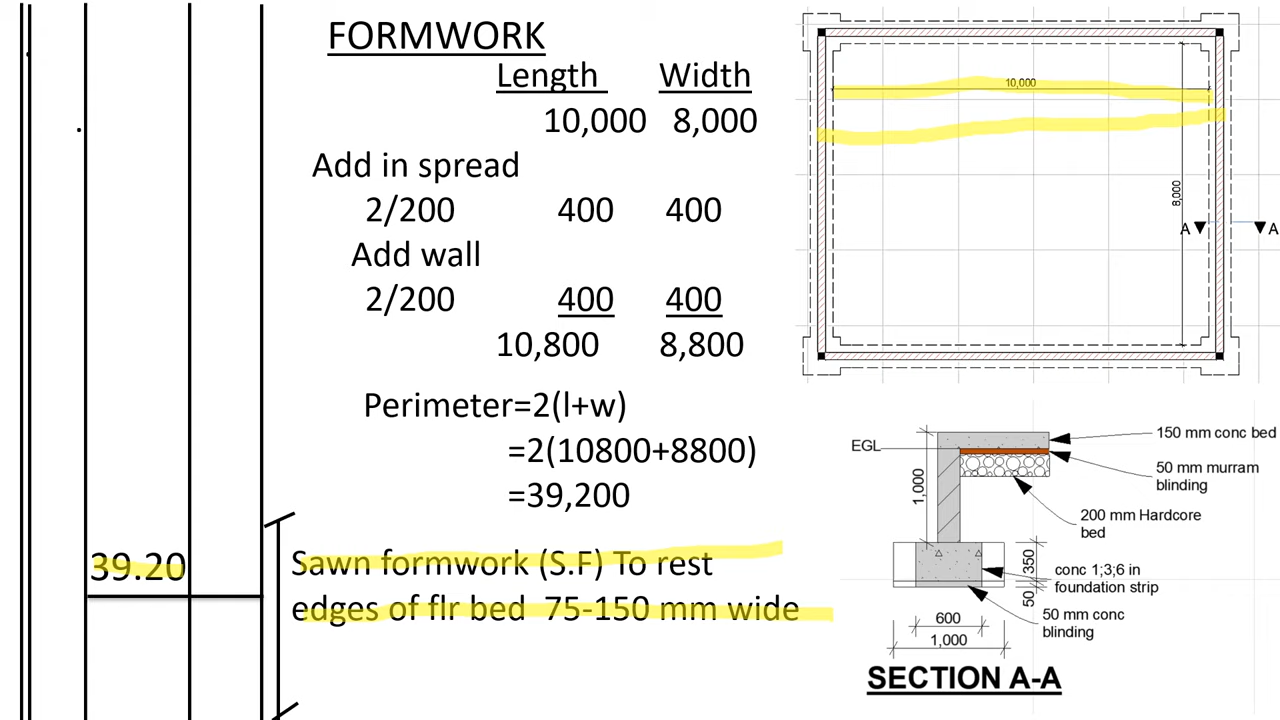 FORMWORK
Length Width
10,000 8,000
Add in spread
2/200 400 400
Add wall
2/200 400 400
10,800 8,800
Perimeter=2(l+w)
=2(10800+8800)
=39,200
39.20
Sawn formwork (S.F) To rest
edges of flr bed 75-150 mm wide
10,000
8,000
A A
EGL
1,000
150 mm conc bed
50 mm murram
blinding
200 mm Hardcore
bed
350
conc 1;3;6 in
foundation strip
50
50 mm conc
blinding
600
1,000
SECTION A-A